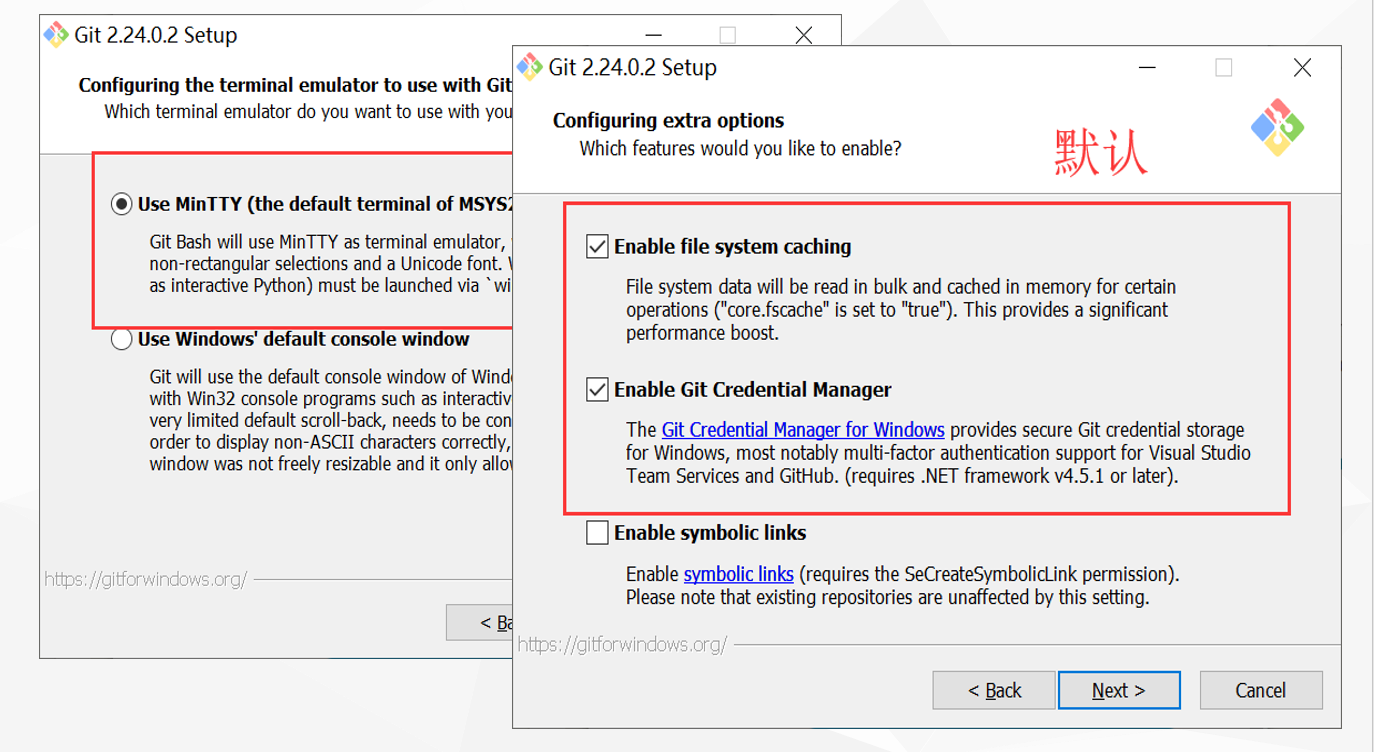 Git 2.24.0.2 Setup
Configuring the terminal emulator to use with Git
Which terminal emulator do you want to use with you
Use MinTTY (the default terminal of MSYS2
Git Bash will use MinTTY as terminal emulator,
non-rectangular selections and a Unicode font.
as interactive Python) must be launched via `wi
Use Windows' default console window
Git will use the default console window of Wind
with Win32 console programs such as interactiv
very limited default scroll-back, needs to be con
order to display non-ASCII characters correctly,
window was not freely resizable and it only allo
https://gitforwindows.org/
< Ba
Git 2.24.0.2 Setup
Configuring extra options
Which features would you like to enable?
默认
Enable file system caching
File system data will be read in bulk and cached in memory for certain
operations ("core.fscache" is set to "true"). This provides a significant
performance boost.
Enable Git Credential Manager
The Git Credential Manager for Windows provides secure Git credential storage
for Windows, most notably multi-factor authentication support for Visual Studio
Team Services and GitHub. (requires .NET framework v4.5.1 or later).
Enable symbolic links
Enable symbolic links (requires the SeCreateSymbolicLink permission).
Please note that existing repositories are unaffected by this setting.
https://gitforwindows.org/
< Back
Next >
Cancel